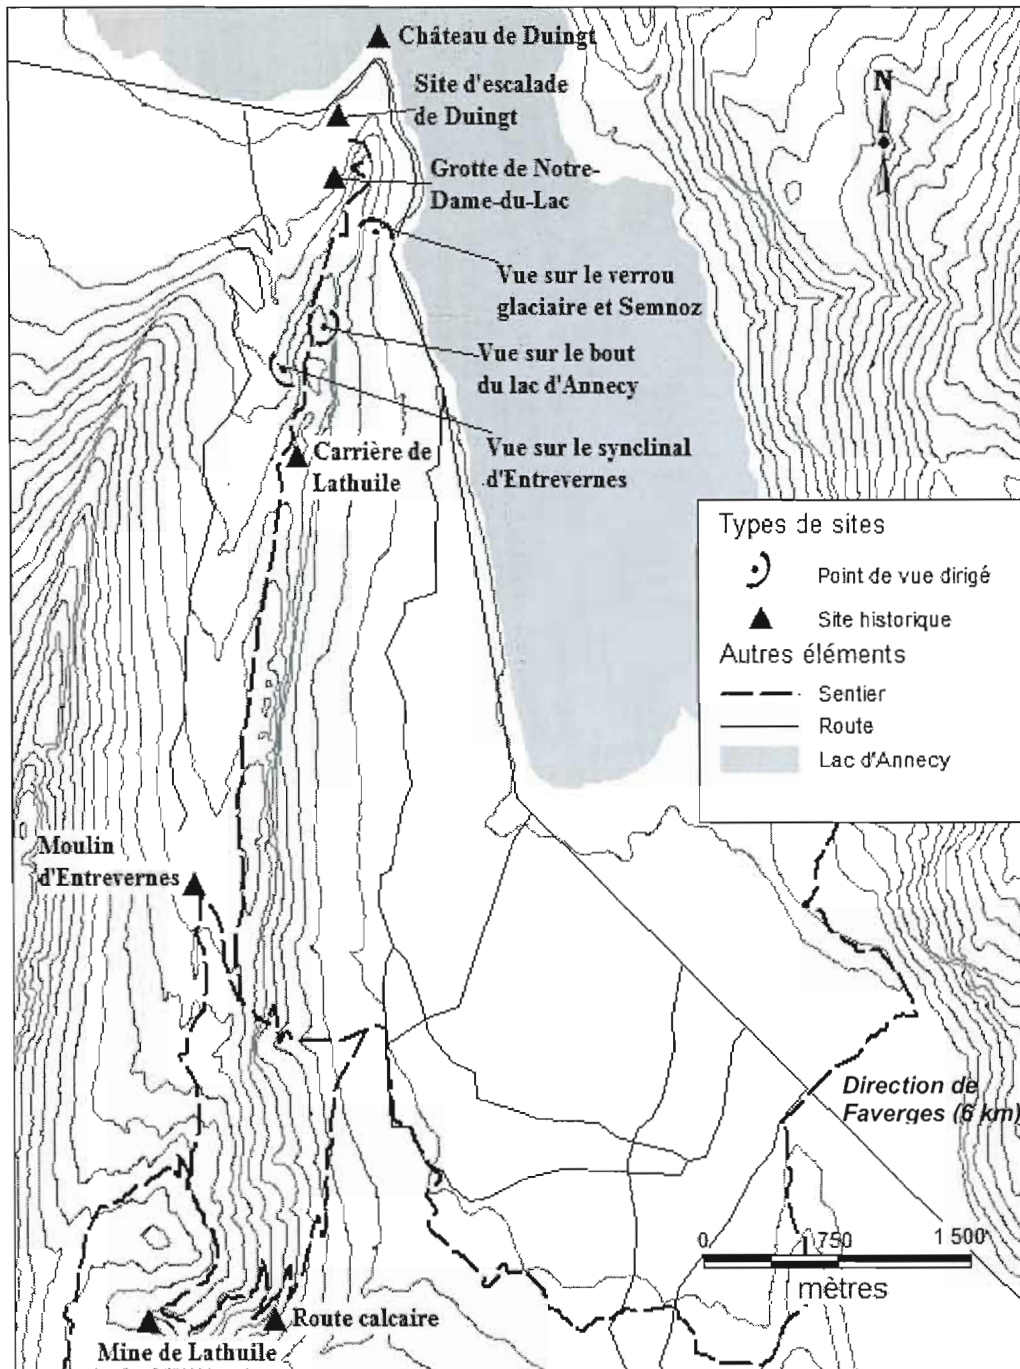 Château de Duingt
Site d'escalade
de Duingt
N
Grotte de Notre-
Dame-du-Lac
Vue sur le verrou
glaciaire et Semnoz
Vue sur le bout
du lac d'Annecy
Vue sur le synclinal
d'Entrevernes
Carrière de
Lathuile
Types de sites
Point de vue dirigé
Site historique
Autres éléments
Sentier
Route
Lac d'Annecy
Moulin
d'Entrevernes
Direction de
Faverges (6 km)
0 750 1 500
mètres
Route calcaire
Mine de Lathuile